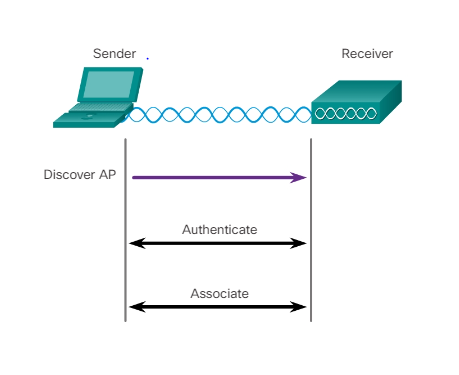 Sender
Receiver
Discover AP
Authenticate
Associate